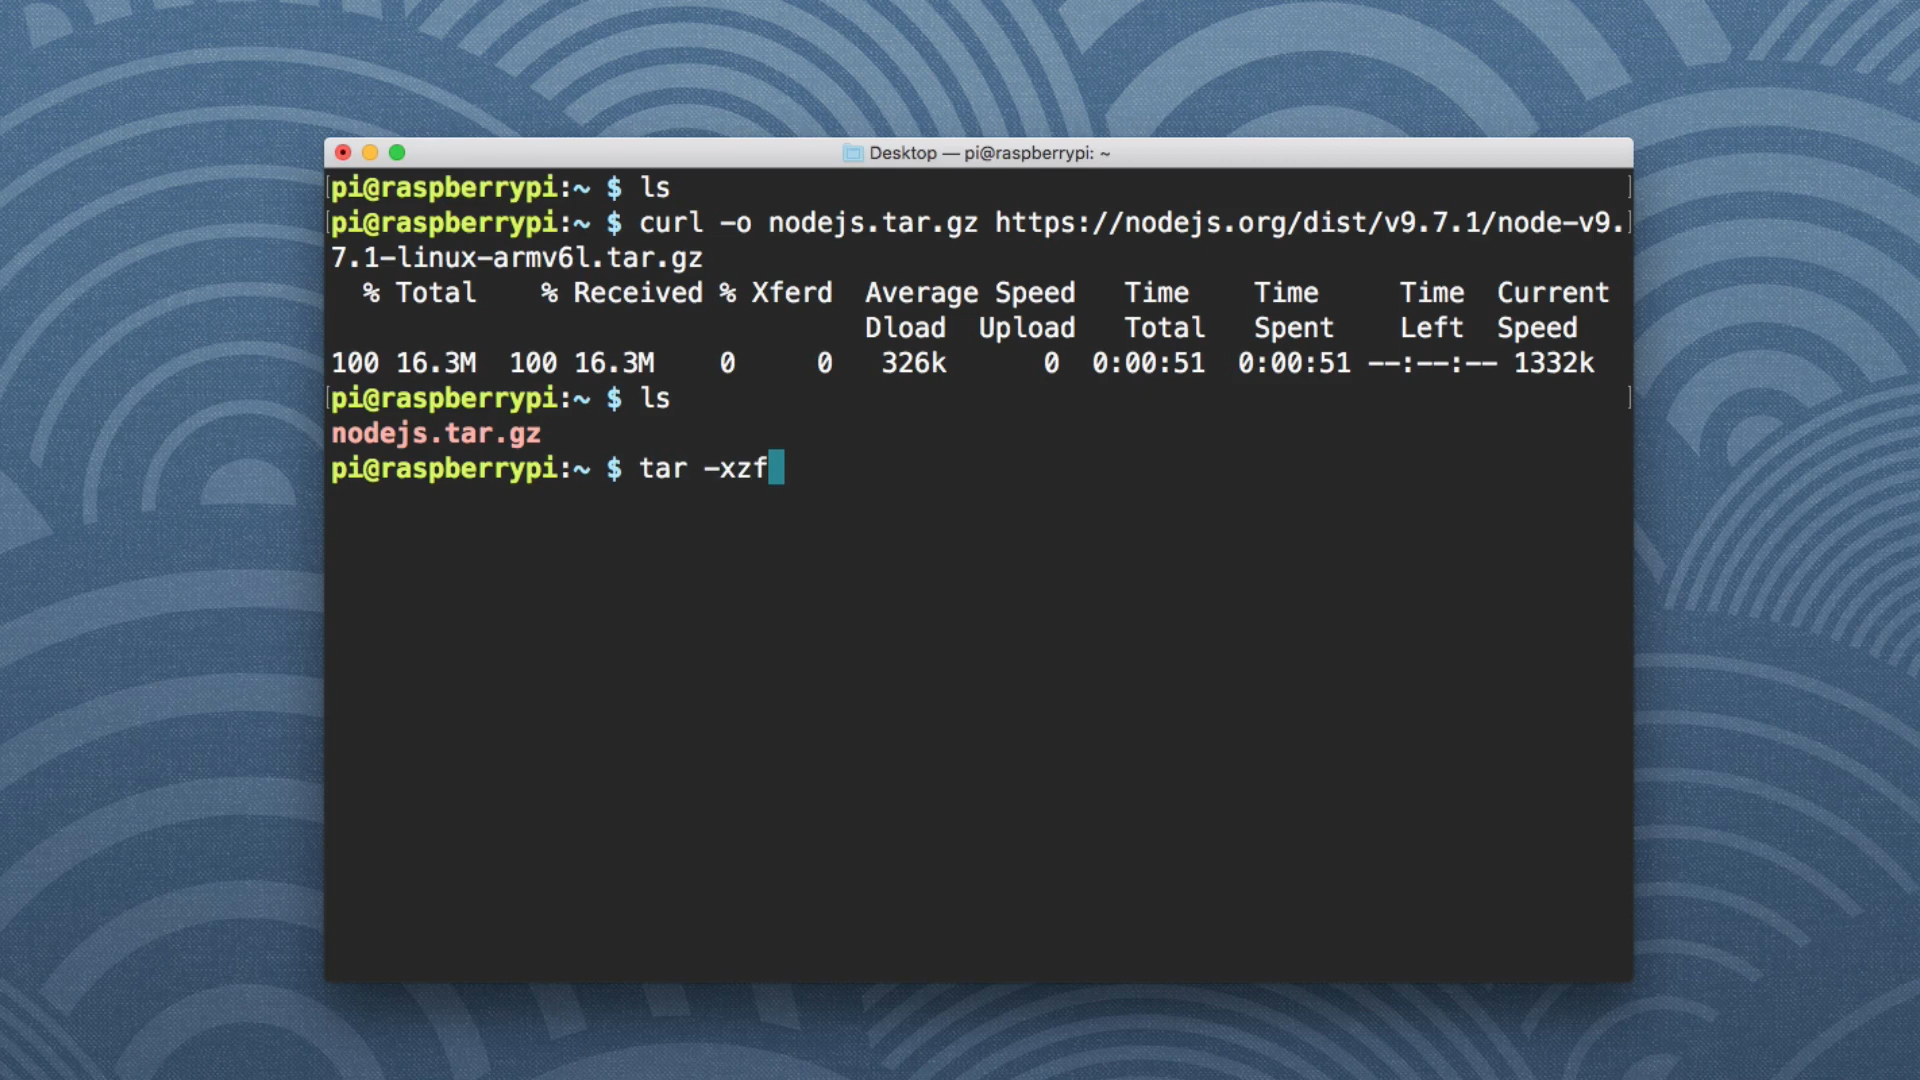 Desktop — pi@raspberrypi: ~
pi@raspberrypi:~ $ ls
pi@raspberrypi:~ $ curl -o nodejs.tar.gz https://nodejs.org/dist/v9.7.1/node-v9.
7.1-linux-armv6l.tar.gz
% Total % Received % Xferd Average Speed Time Time Time Current
Dload Upload Total Spent Left Speed
100 16.3M 100 16.3M 0 0 326k 0 0:00:51 0:00:51 --:--:-- 1332k
pi@raspberrypi:~ $ ls
nodejs.tar.gz
pi@raspberrypi:~ $ tar -xzf